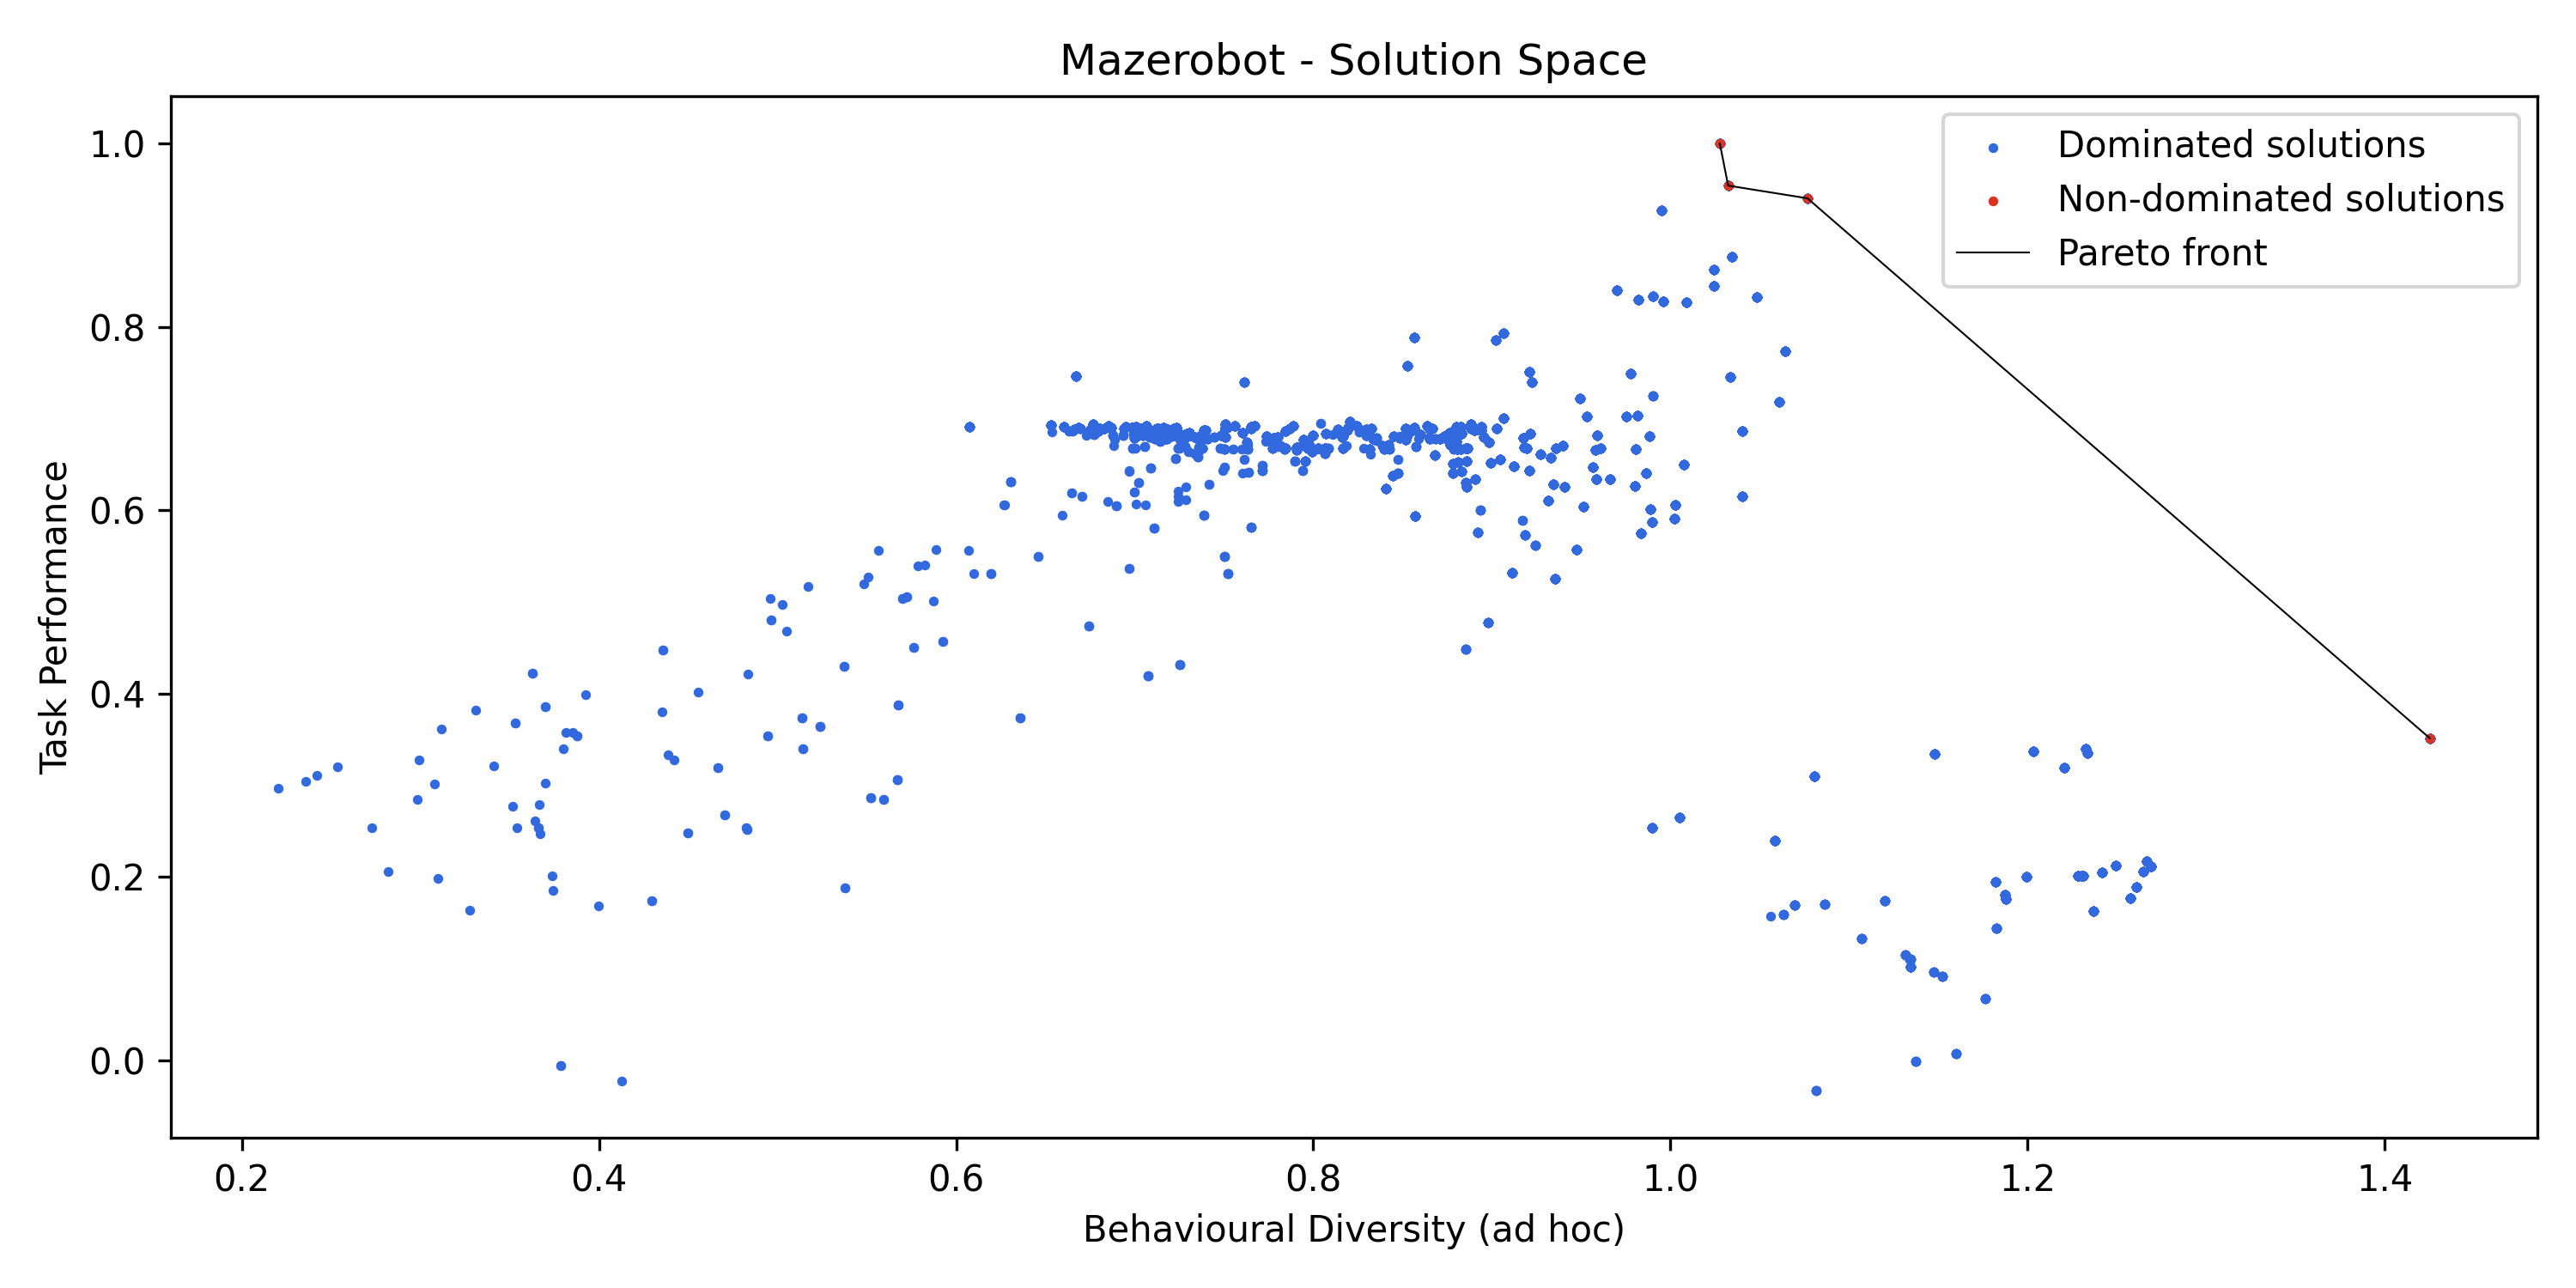 Mazerobot - Solution Space
Dominated solutions
Non-dominated solutions
Pareto front
Task Performance
1.0
0.8
0.6
0.4
0.2
0.0
0.2 0.4 0.6 0.8 1.0 1.2 1.4
Behavioural Diversity (ad hoc)